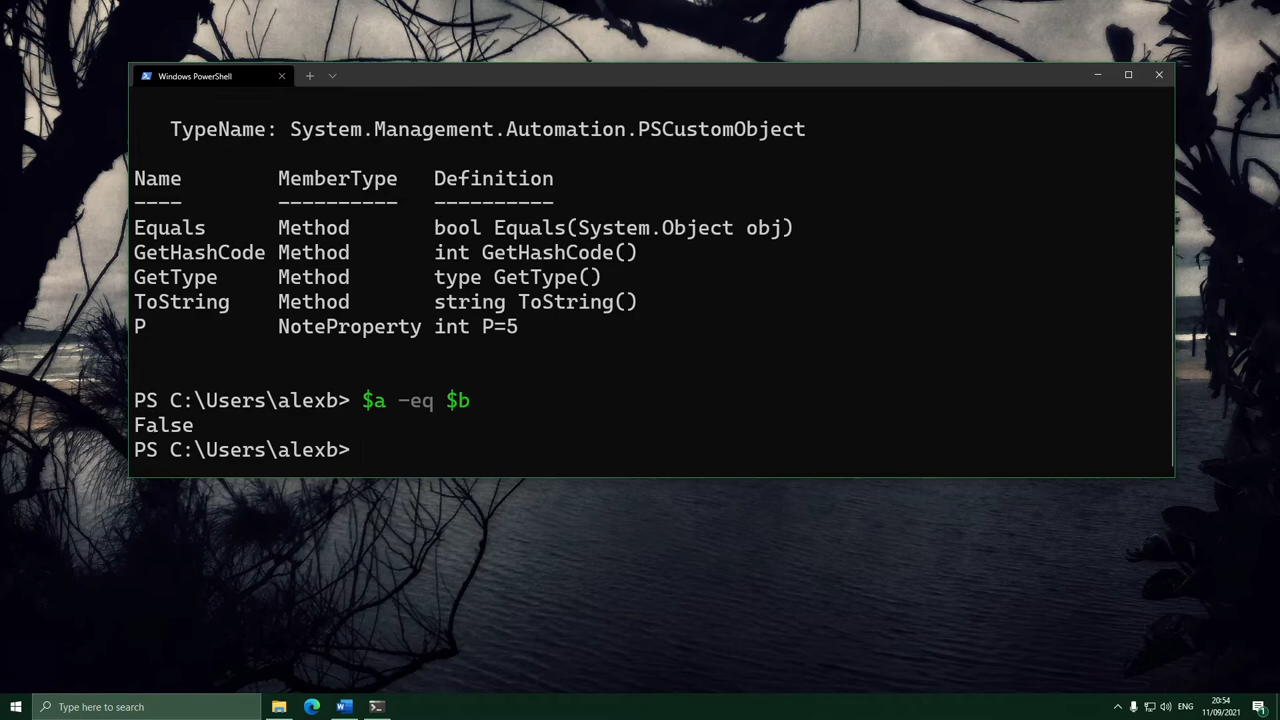 Windows PowerShell
TypeName: System.Management.Automation.PSCustomObject
Name MemberType Definition
---- ---------- ----------
Equals Method bool Equals(System.Object obj)
GetHashCode Method int GetHashCode()
GetType Method type GetType()
ToString Method string ToString()
P NoteProperty int P=5
PS C:\Users\alexb> $a -eq $b
False
PS C:\Users\alexb>
Type here to search
ENG
20:54
11/09/2021
1